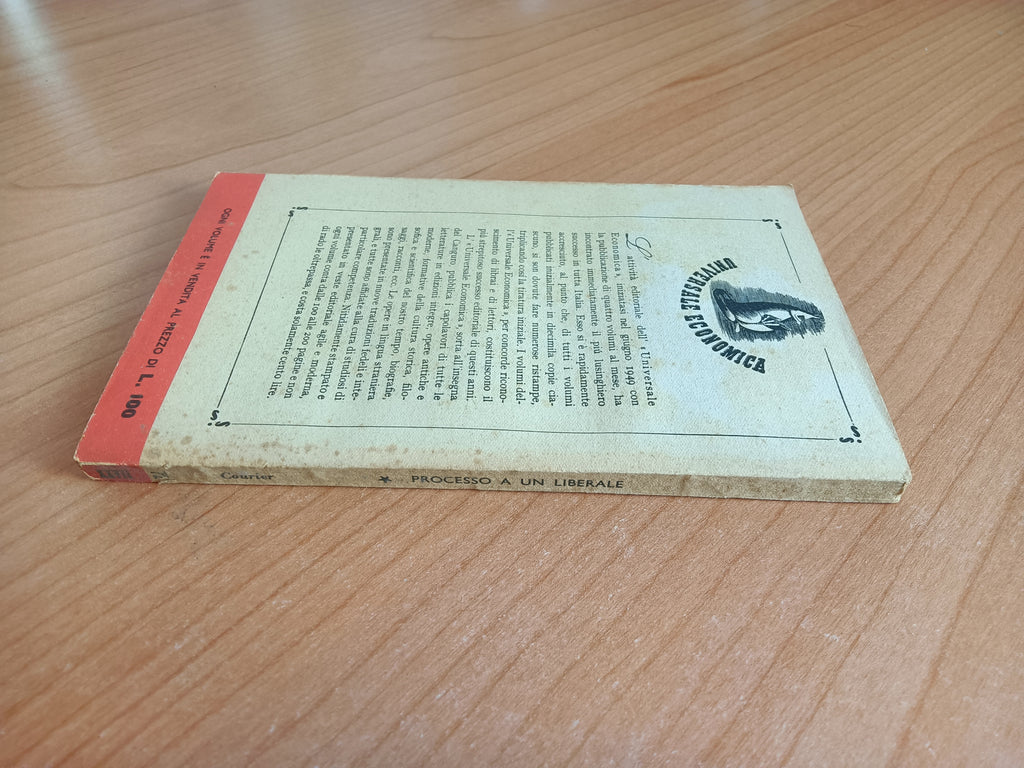 UNIVERSALE ECONOMICA
L' attività editoriale dell' « Universale
Economica », iniziatasi nel giugno 1949 con
la pubblicazione di quattro volumi al mese, ha
incontrato immediatamente il più lusinghiero
successo in tutta Italia. Esso si è rapidamente
accresciuto, al punto che, di tutti i volumi
pubblicati inizialmente in diecimila copie cia-
scuno, si son dovute fare numerose ristampe,
triplicando così la tiratura iniziale. I volumi del-
l'« Universale Economica », per concorde ricono-
scimento di librai e di lettori, costituiscono il
più strepitoso successo editoriale di questi anni.
L' « Universale Economica », sorta all'insegna
del Canguro, pubblica i capolavori di tutte le
letterature in edizioni integre, opere antiche e
moderne, formative della cultura storica, filo-
sofica e scientifica del nostro tempo, biografie,
saggi, racconti, ecc. Le opere in lingua straniera
sono presentate in nuove traduzioni fedeli e inte-
grali, e tutte sono affidate alla cura di studiosi di
particolare competenza. Nitidamente stampato e
presentato in veste editoriale agile e moderna,
ogni volume conta dalle 100 alle 200 pagine e non
di rado le oltrepassa, e costa solamente cento lire.
OGNI VOLUME È IN VENDITA AL PREZZO DI L. 100
Courier ★ PROCESSO A UN LIBERALE